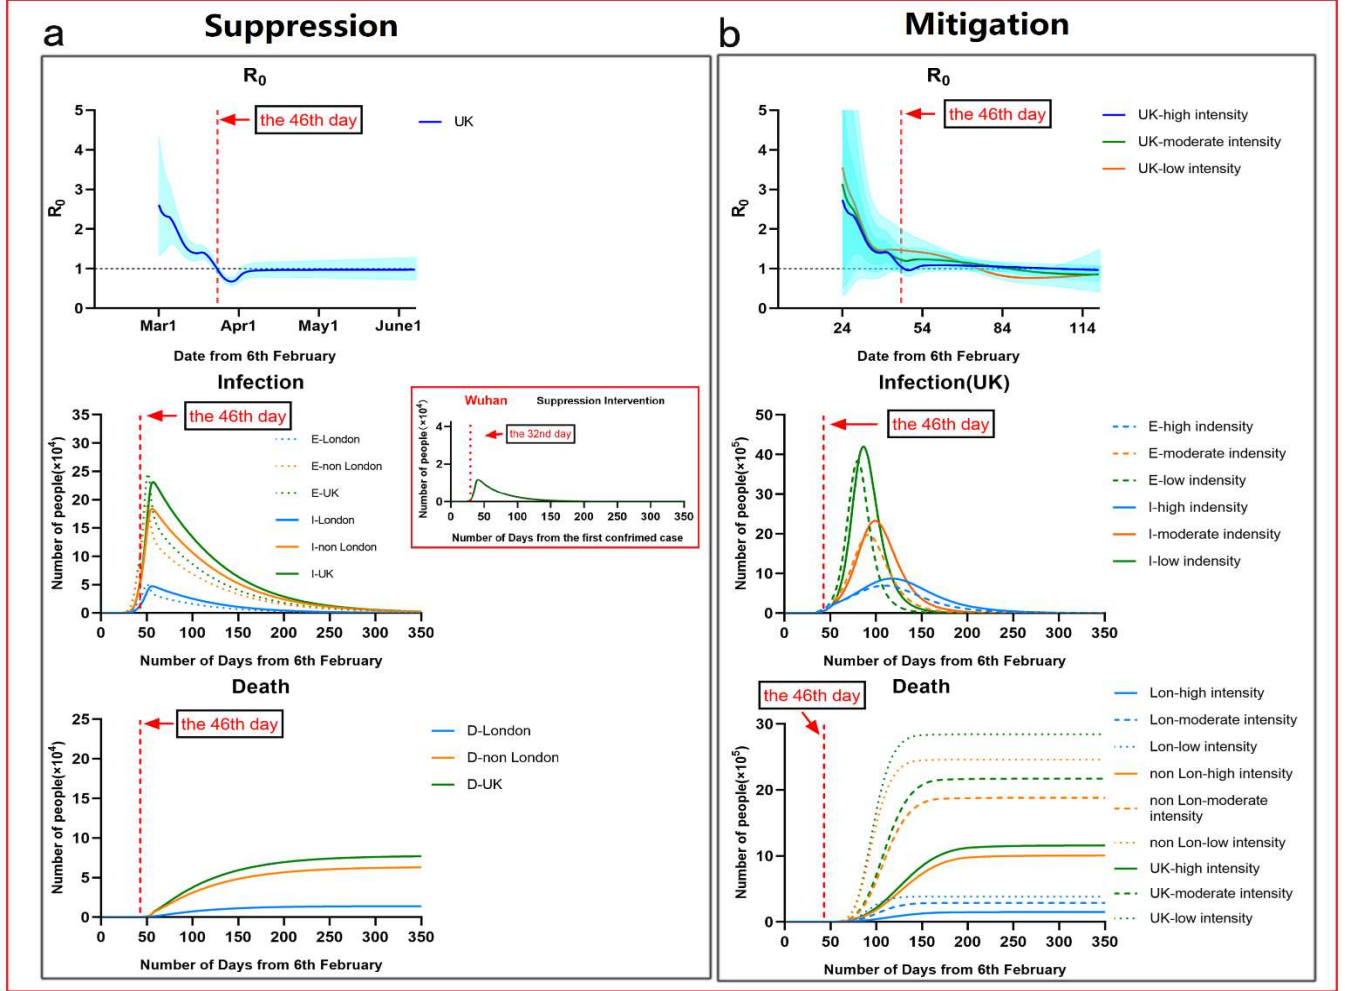 a
Suppression
R0
5
4
3
2
1
0
R0
the 46th day
UK
Mar1 Apr1 May1 June1
Date from 6th February
Infection
35
30
25
20
15
10
5
0
Number of people(×10^4)
the 46th day
E-London
E-non London
E-UK
I-London
I-non London
I-UK
0 50 100 150 200 250 300 350
Number of Days from 6th February
Wuhan Suppression Intervention
4
2
0
Number of people(×10^4)
the 32nd day
0 50 100 150 200 250 300 350
Number of Days from the first confrimed case
Death
25
20
15
10
5
0
Number of people(×10^4)
the 46th day
D-London
D-non London
D-UK
0 50 100 150 200 250 300 350
Number of Days from 6th February
b
Mitigation
R0
5
4
3
2
1
0
R0
the 46th day
UK-high intensity
UK-moderate intensity
UK-low intensity
24 54 84 114
Date from 6th February
Infection(UK)
50
40
30
20
10
0
Number of people(×10^5)
the 46th day
E-high indensity
E-moderate indensity
E-low indensity
I-high indensity
I-moderate indensity
I-low indensity
0 50 100 150 200 250 300 350
Number of Days from 6th February
the 46th day
Death
30
20
10
0
Number of people(×10^5)
Lon-high intensity
Lon-moderate intensity
Lon-low intensity
non Lon-high intensity
non Lon-moderate
intensity
non Lon-low intensity
UK-high intensity
UK-moderate intensity
UK-low intensity
0 50 100 150 200 250 300 350
Number of Days from 6th February